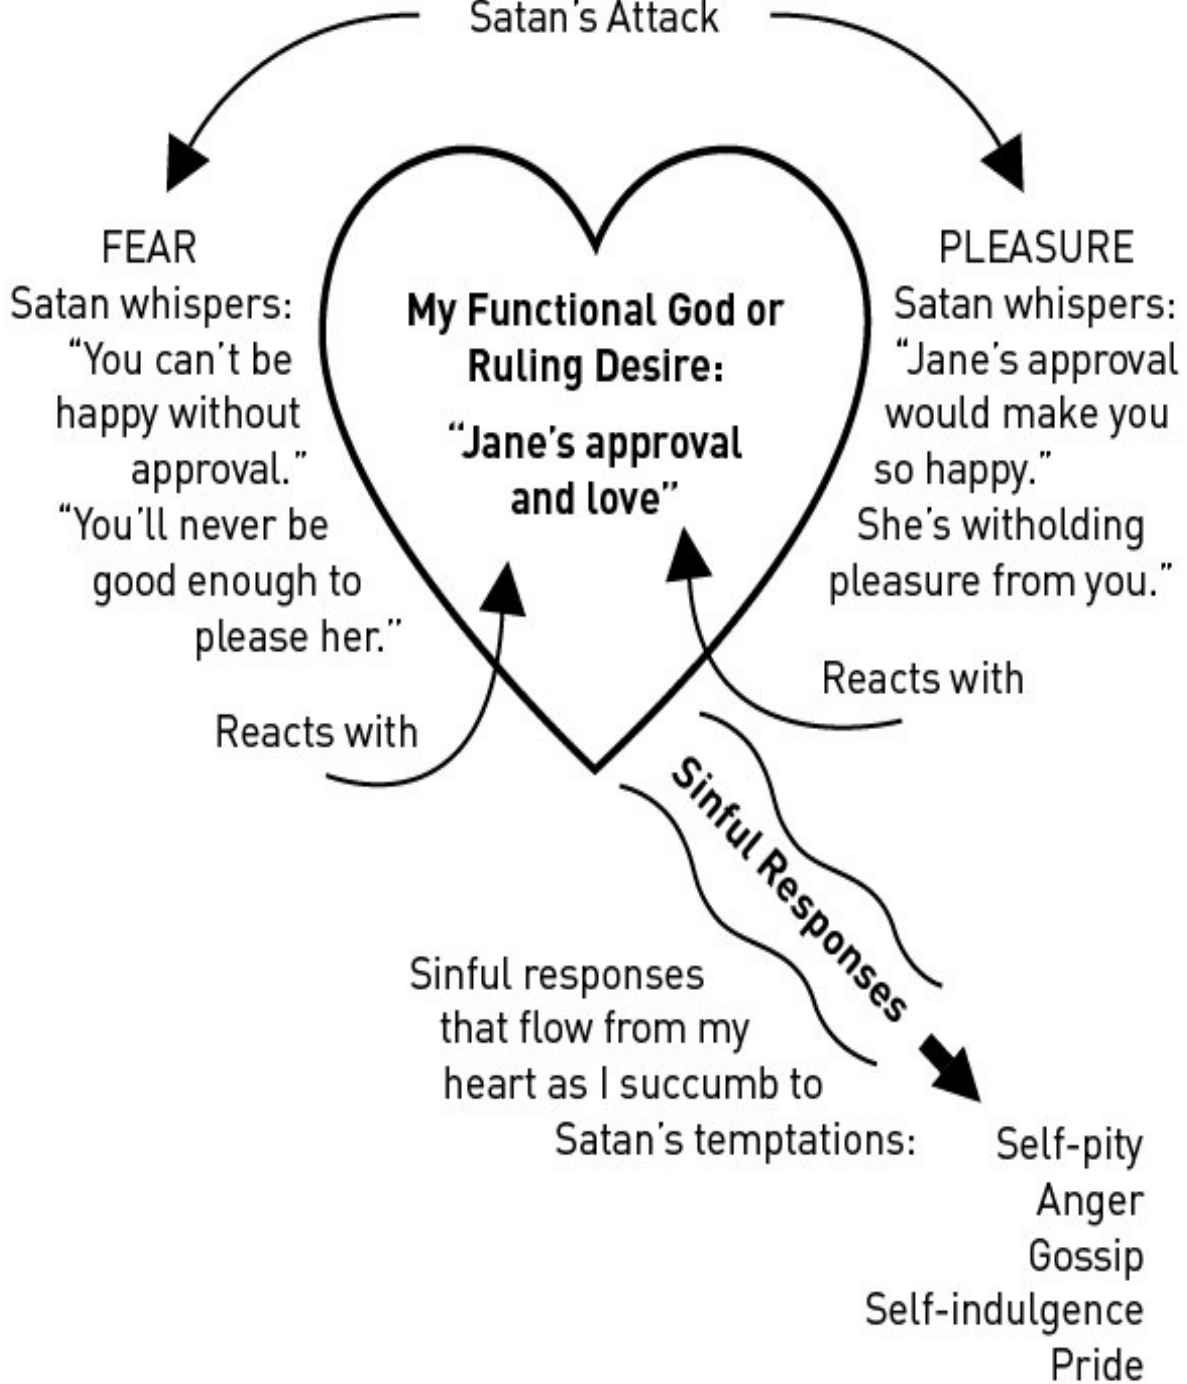 Satan's Attack
FEAR
Satan whispers:
“You can't be
happy without
approval.”
“You'll never be
good enough to
please her.”
Reacts with
My Functional God or
Ruling Desire:
“Jane's approval
and love”
PLEASURE
Satan whispers:
“Jane's approval
would make you
so happy.”
She's witholding
pleasure from you.”
Reacts with
Sinful Responses
Sinful responses
that flow from my
heart as I succumb to
Satan's temptations:
Self-pity
Anger
Gossip
Self-indulgence
Pride